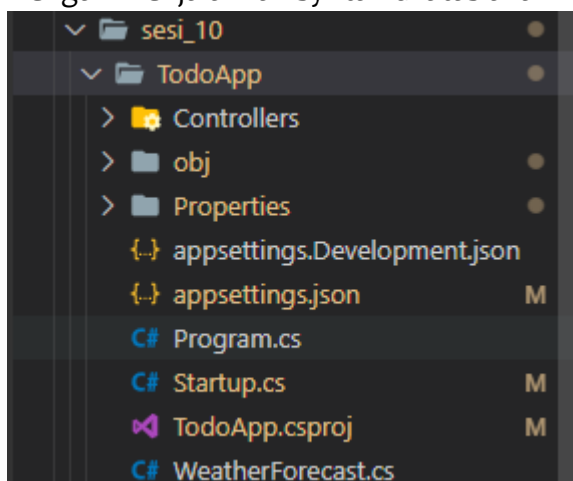 sesi_10
TodoApp
Controllers
obj
Properties
{..} appsettings.Development.json
{..} appsettings.json M
C# Program.cs
C# Startup.cs M
TodoApp.csproj M
C# WeatherForecast.cs